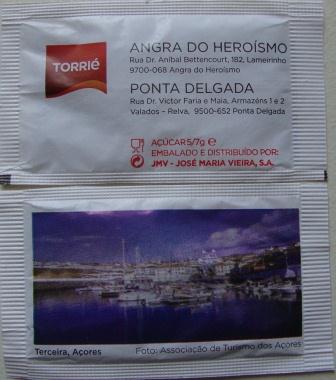 TORRIÉ
ANGRA DO HEROÍSMO
Rua Dr. Aníbal Bettencourt, 182, Lameirinho
9700-068 Angra do Heroísmo
PONTA DELGADA
Rua Dr. Victor Faria e Maia, Armazéns 1 e 2
Valados – Relva, 9500-652 Ponta Delgada
AÇÚCAR 5/7g ℮
EMBALADO E DISTRIBUÍDO POR:
JMV - JOSÉ MARIA VIEIRA, S.A.
Terceira, Açores
Foto: Associação de Turismo dos Açores